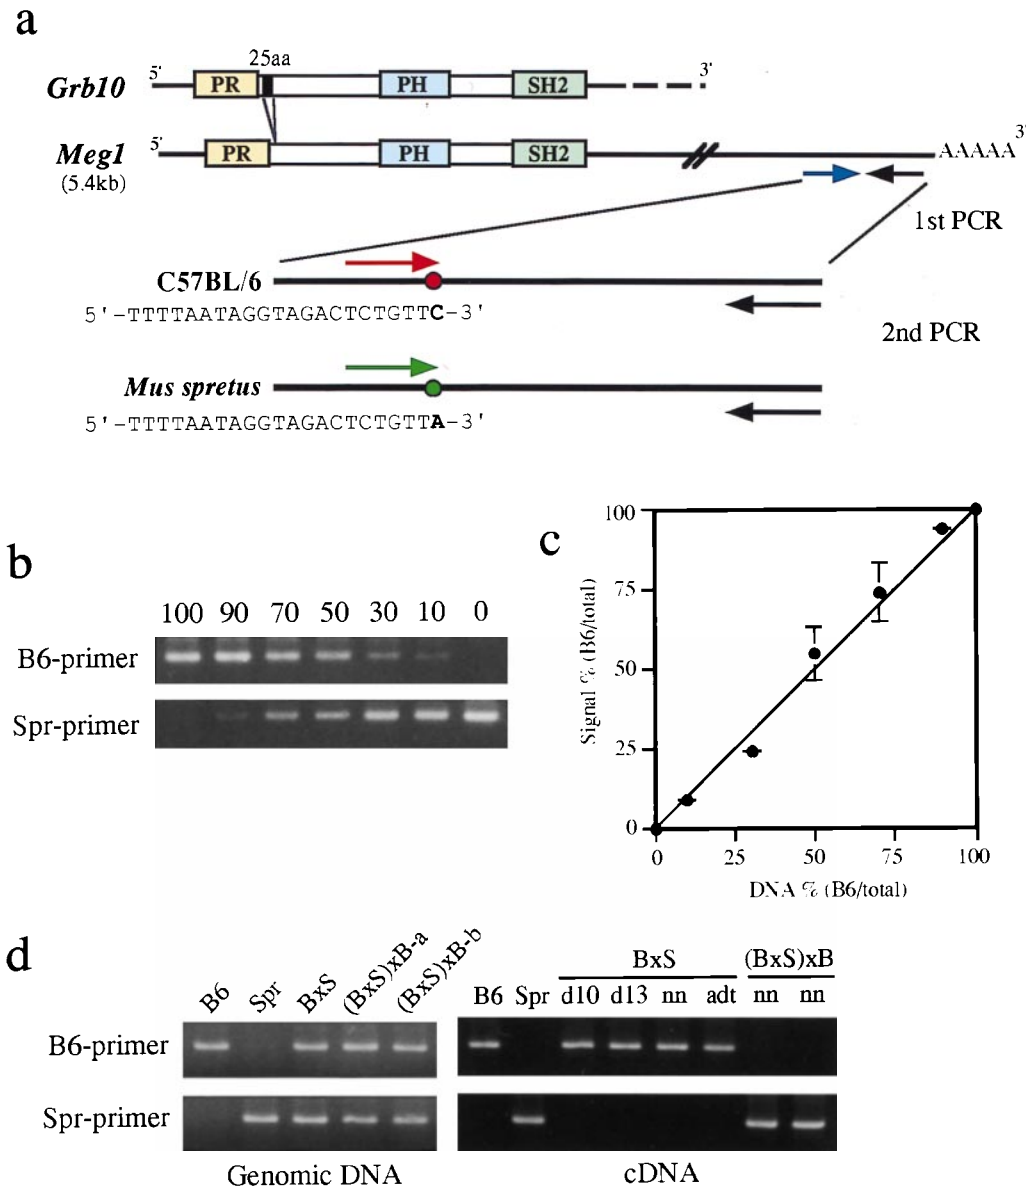 a
25aa
Grb10 5' PR PH SH2 3'
Meg1 5' PR PH SH2 AAAAA 3'
(5.4kb)
1st PCR
C57BL/6
5'-TTTTAATAGGTAGACTCTGTTC-3'
2nd PCR
Mus spretus
5'-TTTTAATAGGTAGACTCTGTTA-3'
b
100 90 70 50 30 10 0
B6-primer
Spr-primer
c
Signal % (B6/total)
100
75
50
25
0
0 25 50 75 100
DNA % (B6/total)
d
B6 Spr BxS (BxS)xB-a (BxS)xB-b
BxS (BxS)xB
B6 Spr d10 d13 nn adt nn nn
B6-primer
Spr-primer
Genomic DNA cDNA